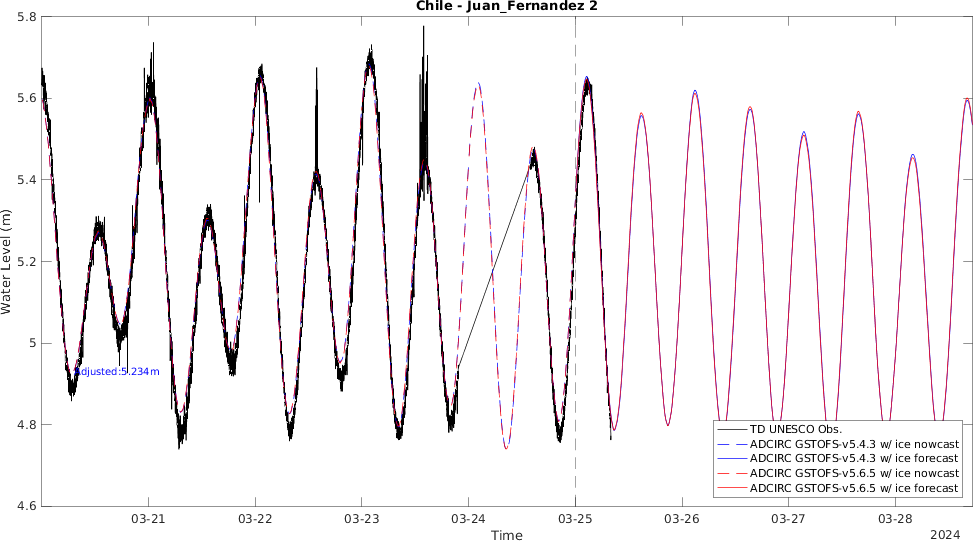 Chile - Juan_Fernandez 2
5.8
5.6
5.4
5.2
5
4.8
4.6
Water Level (m)
Adjusted:5.234m
TD UNESCO Obs.
ADCIRC GSTOFS-v5.4.3 w/ ice nowcast
ADCIRC GSTOFS-v5.4.3 w/ ice forecast
ADCIRC GSTOFS-v5.6.5 w/ ice nowcast
ADCIRC GSTOFS-v5.6.5 w/ ice forecast
03-21 03-22 03-23 03-24 03-25 03-26 03-27 03-28
Time
2024